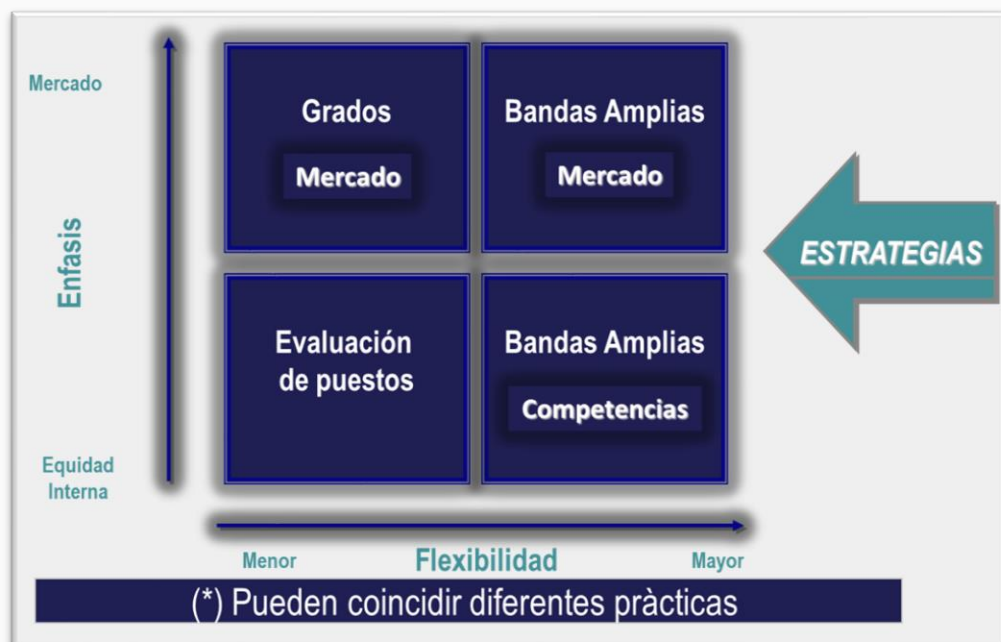 Mercado
Enfasis
Equidad
Interna
Grados
Mercado
Bandas Amplias
Mercado
Evaluación
de puestos
Bandas Amplias
Competencias
ESTRATEGIAS
Menor
Flexibilidad
Mayor
(*) Pueden coincidir diferentes pràcticas